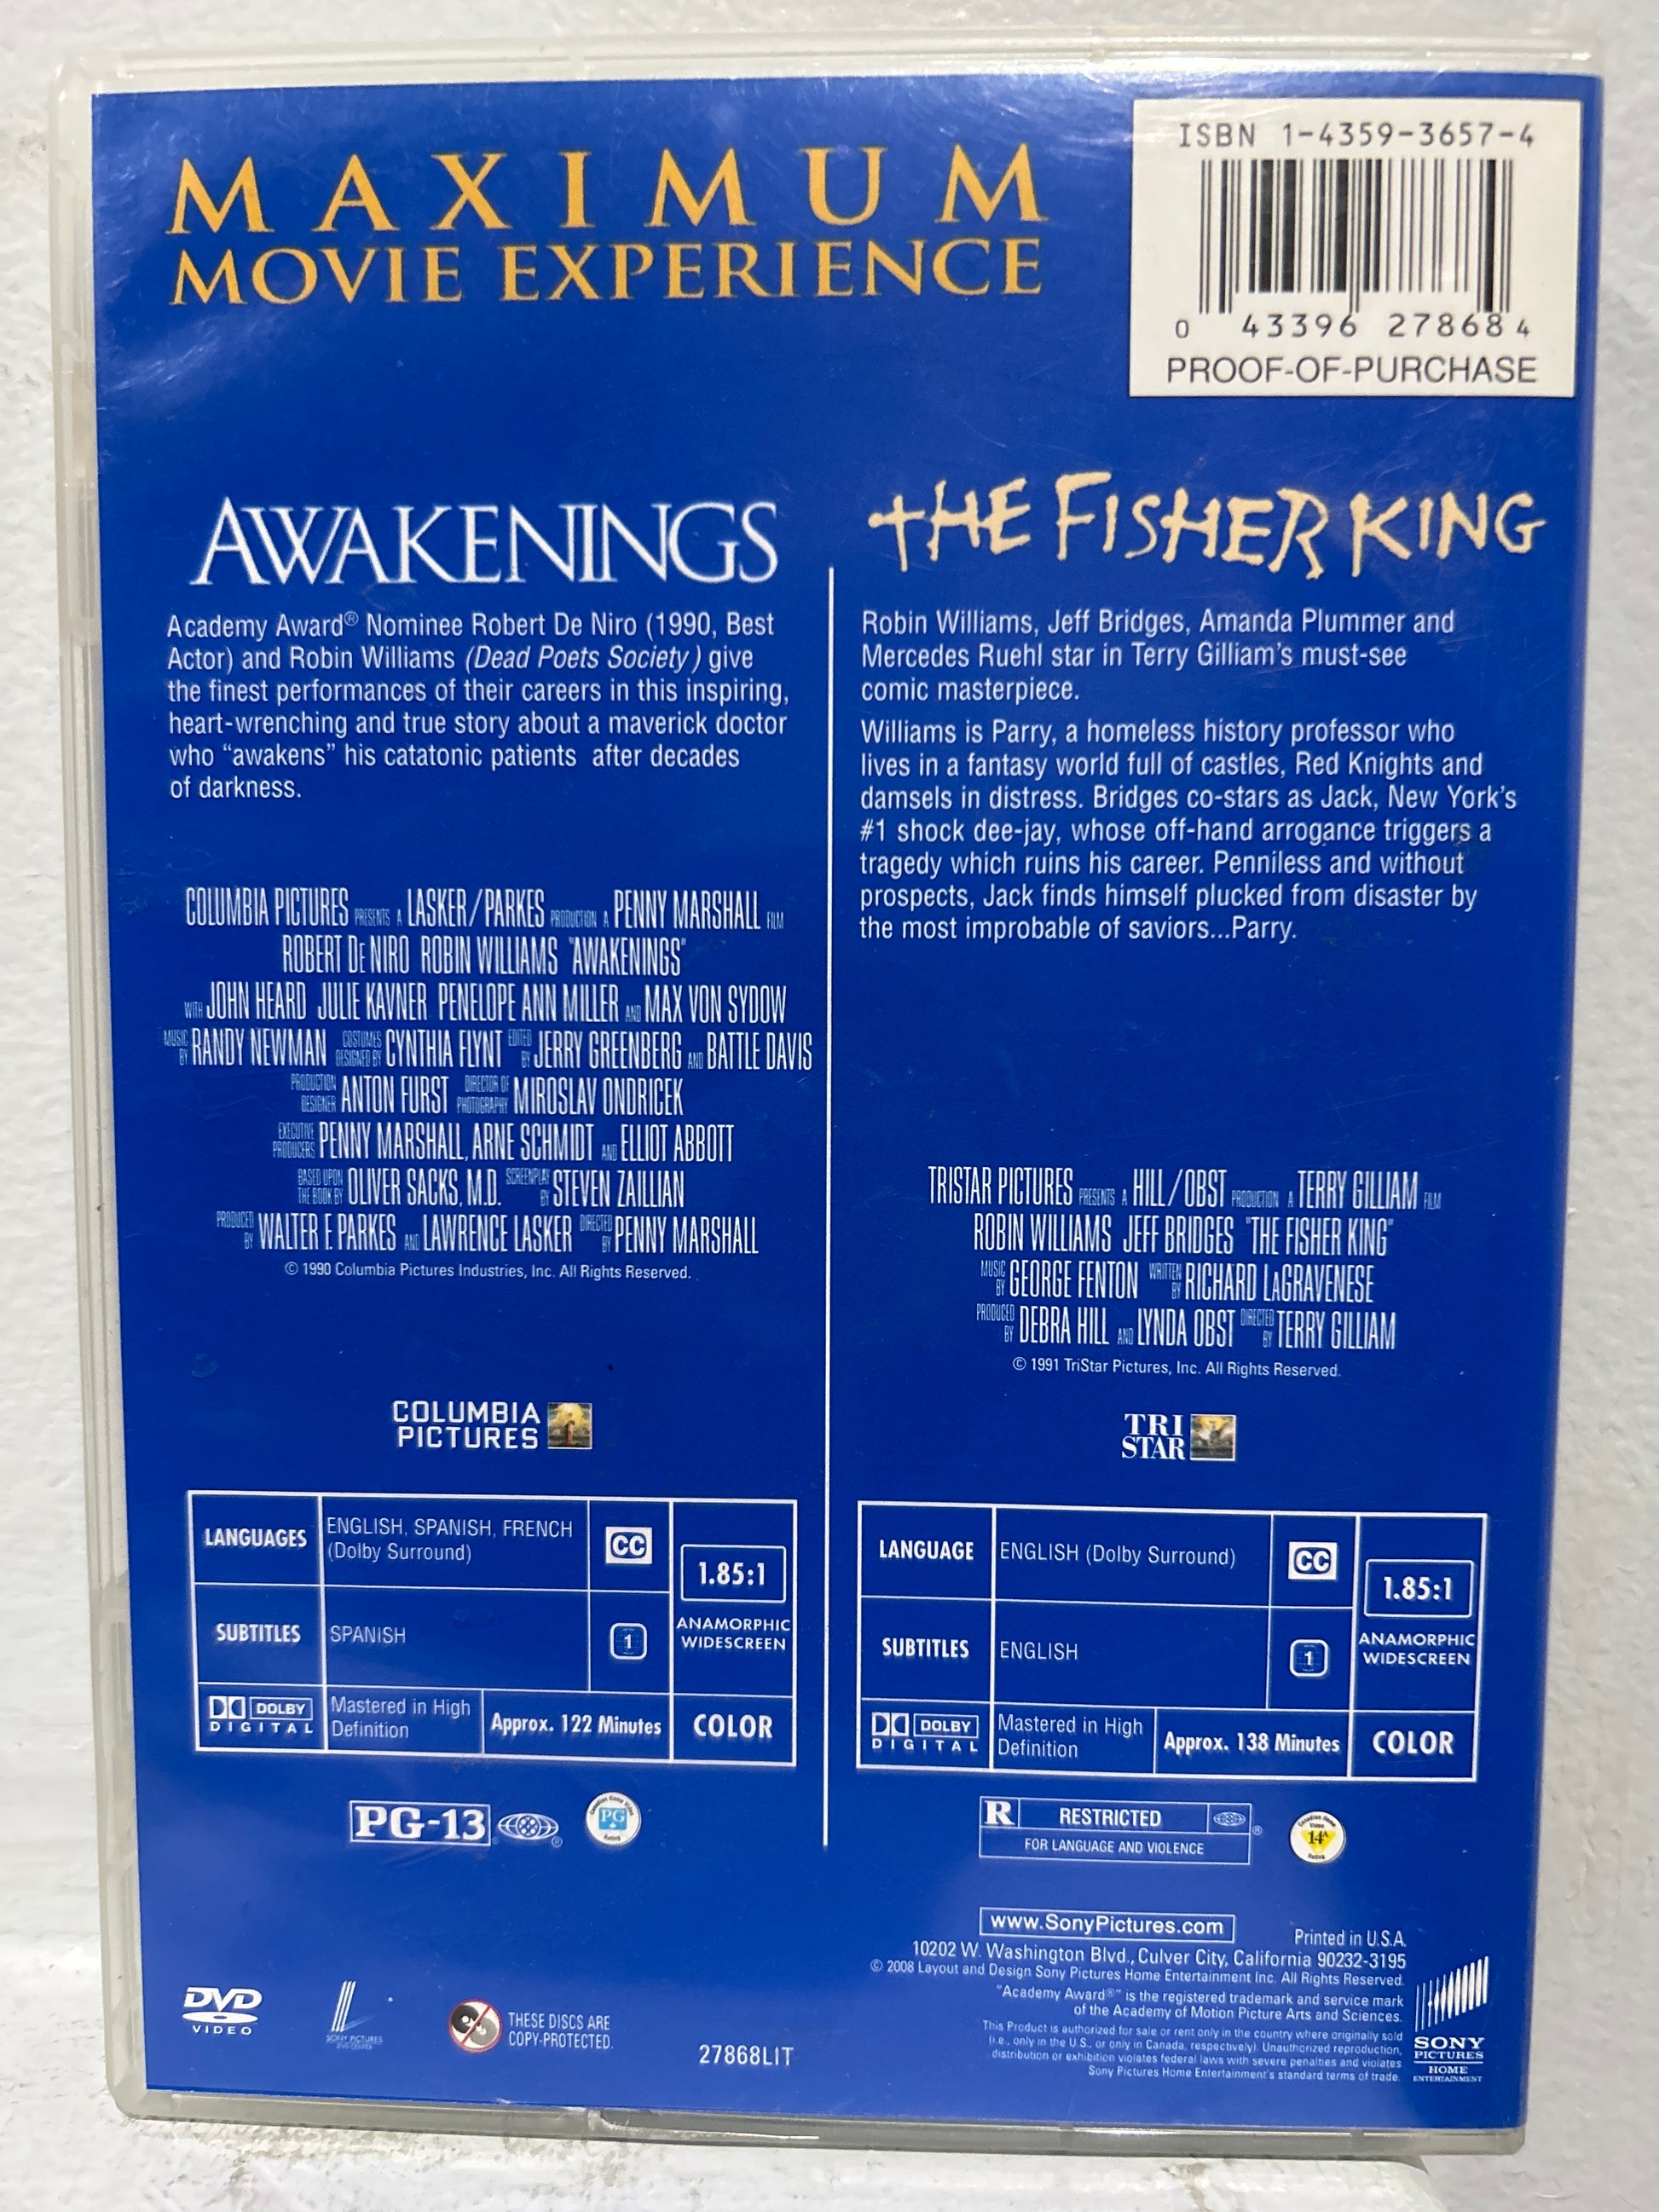 MAXIMUM
MOVIE EXPERIENCE
ISBN 1-4359-3657-4
0 43396 27868 4
PROOF-OF-PURCHASE
AWAKENINGS
Academy Award® Nominee Robert De Niro (1990, Best
Actor) and Robin Williams (Dead Poets Society) give
the finest performances of their careers in this inspiring,
heart-wrenching and true story about a maverick doctor
who “awakens” his catatonic patients after decades
of darkness.
COLUMBIA PICTURES PRESENTS A LASKER/PARKES PRODUCTION A PENNY MARSHALL FILM
ROBERT DE NIRO ROBIN WILLIAMS "AWAKENINGS"
WITH JOHN HEARD JULIE KAVNER PENELOPE ANN MILLER AND MAX VON SYDOW
MUSIC BY RANDY NEWMAN COSTUMES DESIGNED BY CYNTHIA FLYNT EDITED BY JERRY GREENBERG AND BATTLE DAVIS
PRODUCTION DESIGNER ANTON FURST DIRECTOR OF PHOTOGRAPHY MIROSLAV ONDRICEK
EXECUTIVE PRODUCERS PENNY MARSHALL, ARNE SCHMIDT AND ELLIOT ABBOTT
BASED UPON THE BOOK BY OLIVER SACKS, M.D. SCREENPLAY BY STEVEN ZAILLIAN
PRODUCED BY WALTER F. PARKES AND LAWRENCE LASKER DIRECTED BY PENNY MARSHALL
© 1990 Columbia Pictures Industries, Inc. All Rights Reserved.
COLUMBIA
PICTURES
LANGUAGES
ENGLISH, SPANISH, FRENCH
(Dolby Surround)
CC
1.85:1
ANAMORPHIC
WIDESCREEN
SUBTITLES
SPANISH
1
DOLBY
DIGITAL
Mastered in High
Definition
Approx. 122 Minutes
COLOR
PG-13 ®
Canadian Home Video
PG
Rating
THE FISHER KING
Robin Williams, Jeff Bridges, Amanda Plummer and
Mercedes Ruehl star in Terry Gilliam's must-see
comic masterpiece.
Williams is Parry, a homeless history professor who
lives in a fantasy world full of castles, Red Knights and
damsels in distress. Bridges co-stars as Jack, New York's
#1 shock dee-jay, whose off-hand arrogance triggers a
tragedy which ruins his career. Penniless and without
prospects, Jack finds himself plucked from disaster by
the most improbable of saviors...Parry.
TRISTAR PICTURES PRESENTS A HILL/OBST PRODUCTION A TERRY GILLIAM FILM
ROBIN WILLIAMS JEFF BRIDGES "THE FISHER KING"
MUSIC BY GEORGE FENTON WRITTEN BY RICHARD LAGRAVENESE
PRODUCED BY DEBRA HILL AND LYNDA OBST DIRECTED BY TERRY GILLIAM
© 1991 TriStar Pictures, Inc. All Rights Reserved.
TRI
STAR
LANGUAGE
ENGLISH (Dolby Surround)
CC
1.85:1
ANAMORPHIC
WIDESCREEN
SUBTITLES
ENGLISH
1
DOLBY
DIGITAL
Mastered in High
Definition
Approx. 138 Minutes
COLOR
R RESTRICTED ®
FOR LANGUAGE AND VIOLENCE
Canadian Home
Video
14A
Rating
www.SonyPictures.com
Printed in U.S.A.
10202 W. Washington Blvd., Culver City, California 90232-3195
© 2008 Layout and Design Sony Pictures Home Entertainment Inc. All Rights Reserved.
"Academy Award®" is the registered trademark and service mark
of the Academy of Motion Picture Arts and Sciences.
This Product is authorized for sale or rent only in the country where originally sold
(i.e., only in the U.S., or only in Canada, respectively). Unauthorized reproduction,
distribution or exhibition violates federal laws with severe penalties and violates
Sony Pictures Home Entertainment's standard terms of trade.
DVD
VIDEO
SONY PICTURES
DVD CENTER
THESE DISCS ARE
COPY-PROTECTED.
27868LIT
SONY
PICTURES
HOME
ENTERTAINMENT